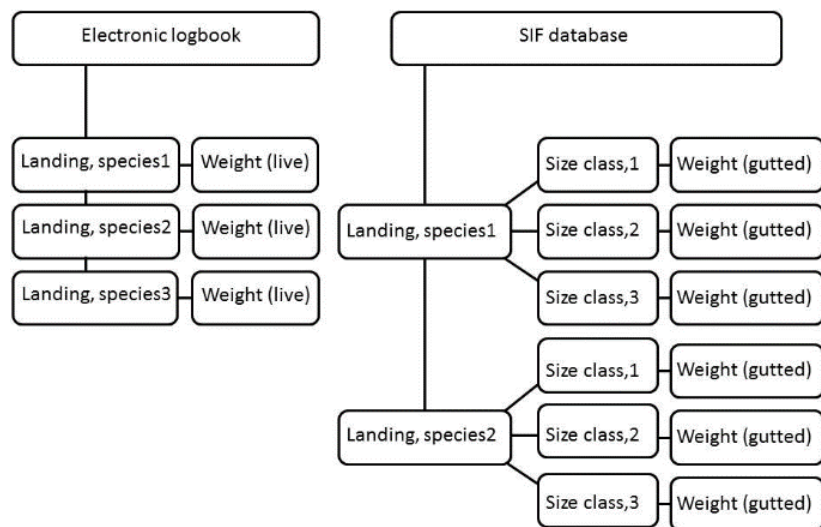 Electronic logbook
Landing, species1
Weight (live)
Landing, species2
Weight (live)
Landing, species3
Weight (live)
SIF database
Landing, species1
Size class,1
Weight (gutted)
Size class,2
Weight (gutted)
Size class,3
Weight (gutted)
Landing, species2
Size class,1
Weight (gutted)
Size class,2
Weight (gutted)
Size class,3
Weight (gutted)